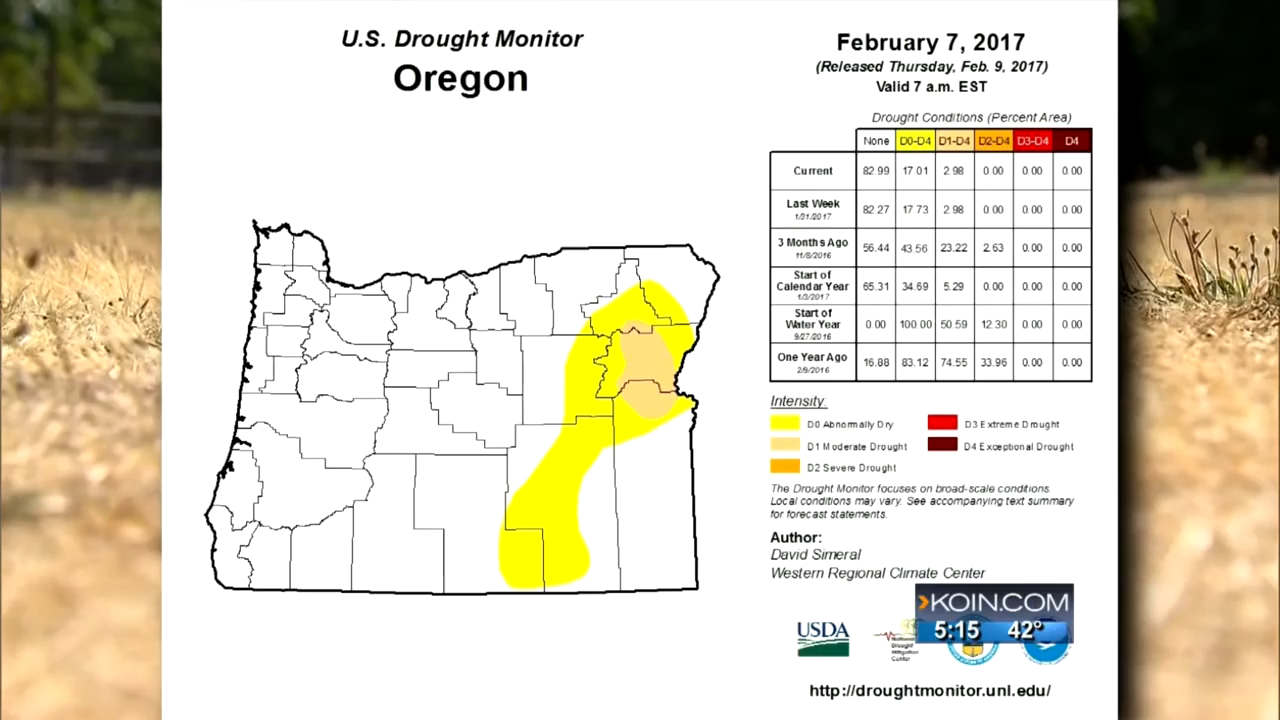 U.S. Drought Monitor
Oregon
February 7, 2017
(Released Thursday, Feb. 9, 2017)
Valid 7 a.m. EST
Drought Conditions (Percent Area)
None D0-D4 D1-D4 D2-D4 D3-D4 D4
Current 82.99 17.01 2.98 0.00 0.00 0.00
Last Week 1/31/2017 82.27 17.73 2.98 0.00 0.00 0.00
3 Months Ago 11/8/2016 56.44 43.56 23.22 2.63 0.00 0.00
Start of Calendar Year 1/3/2017 65.31 34.69 5.29 0.00 0.00 0.00
Start of Water Year 9/27/2016 0.00 100.00 50.59 12.30 0.00 0.00
One Year Ago 2/9/2016 16.88 83.12 74.55 33.96 0.00 0.00
Intensity:
D0 Abnormally Dry
D1 Moderate Drought
D2 Severe Drought
D3 Extreme Drought
D4 Exceptional Drought
The Drought Monitor focuses on broad-scale conditions.
Local conditions may vary. See accompanying text summary
for forecast statements.
Author:
David Simeral
Western Regional Climate Center
KOIN.COM
5:15 42°
USDA
National
Drought
Mitigation
Center
http://droughtmonitor.unl.edu/